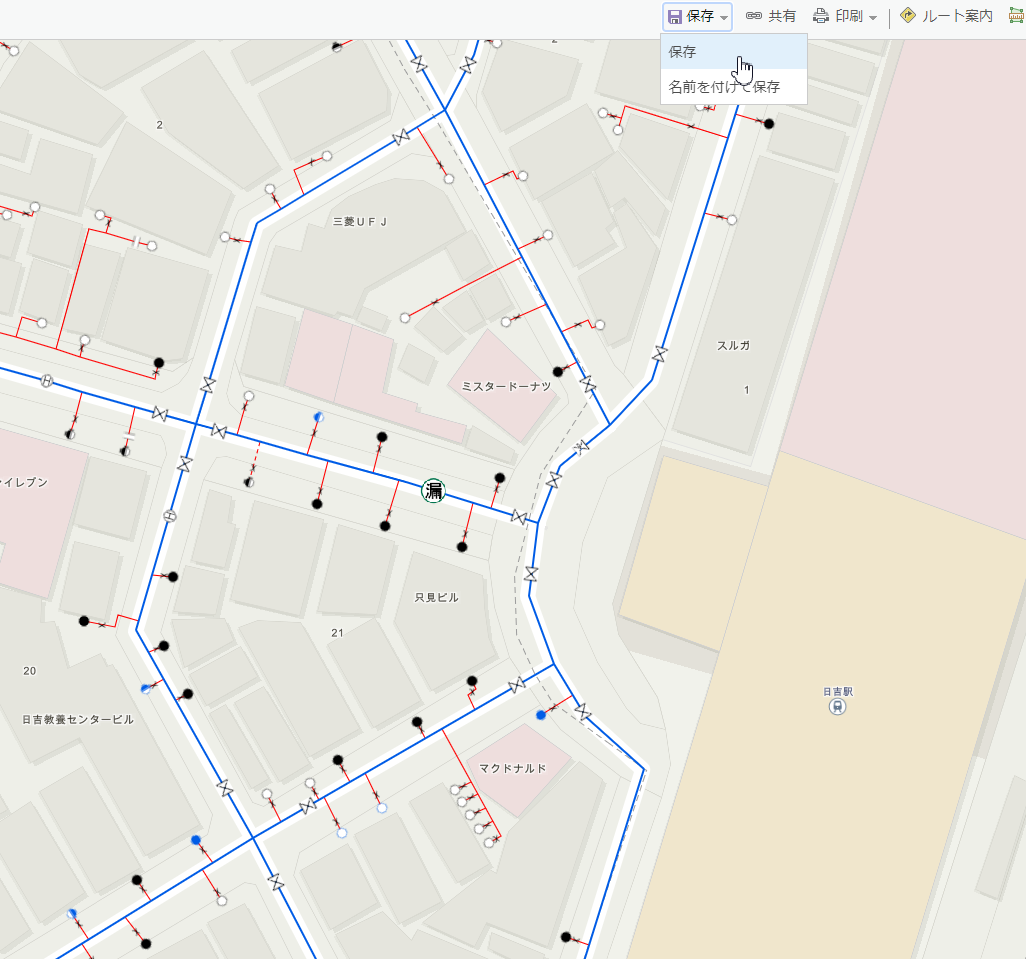 保存
共有
印刷
ルート案内
保存
名前を付けて保存
2
2
三菱ＵＦＪ
スルガ
ミスタードーナツ
1
イレブン
漏
只見ビル
21
20
日吉駅
日吉教養センタービル
マクドナルド